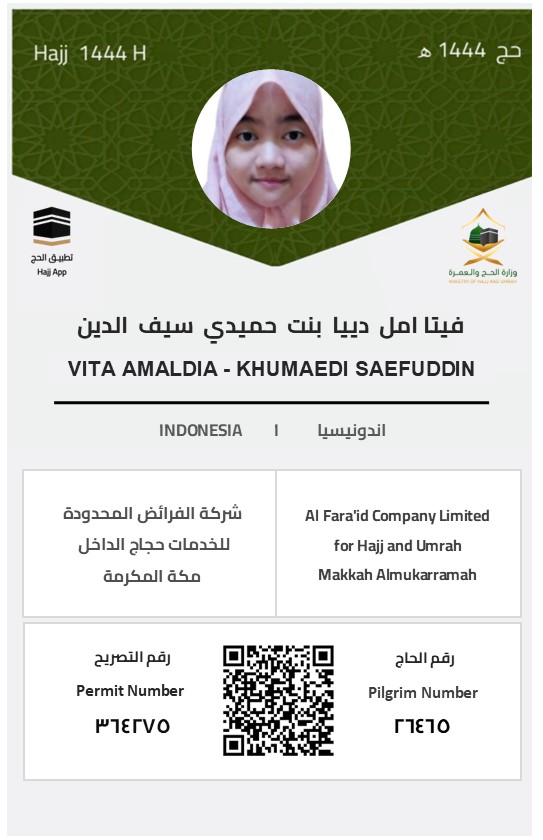 Hajj 1444 H
حج 1444 هـ
تطبيق الحج
Hajj App
وزارة الحج والعمرة
MINISTRY OF HAJJ AND UMRAH
فيتا امل دييا بنت حميدي سيف الدين
VITA AMALDIA - KHUMAEDI SAEFUDDIN
INDONESIA | اندونيسيا
شركة الفرائض المحدودة
للخدمات حجاج الداخل
مكة المكرمة
Al Fara'id Company Limited
for Hajj and Umrah
Makkah Almukarramah
رقم التصريح
Permit Number
٣٦٤٢٧٥
رقم الحاج
Pilgrim Number
٢٦٤٦٥